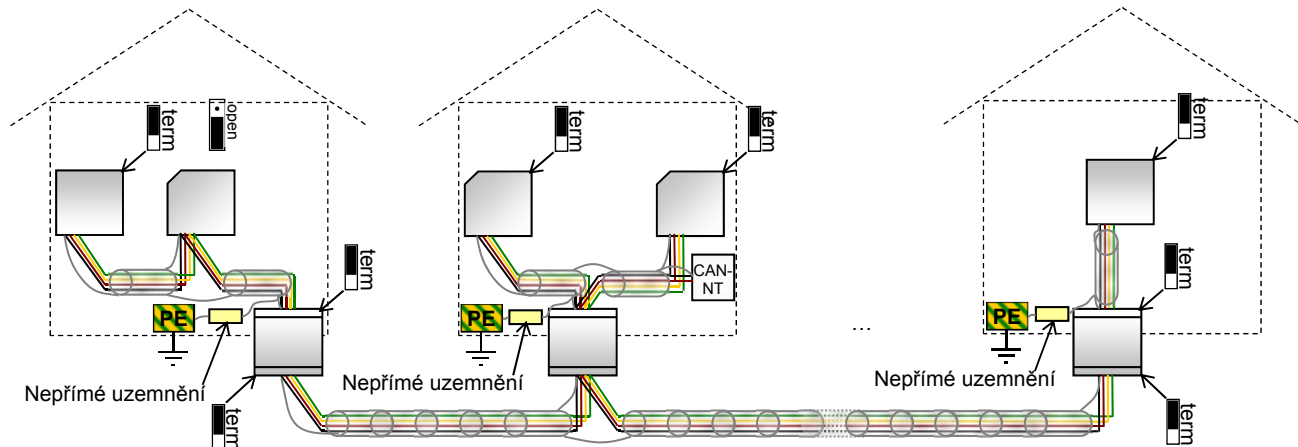 term
open
term
term
term
term
term
CAN-
NT
PE
PE
...
PE
term
Nepřímé uzemnění
Nepřímé uzemnění
Nepřímé uzemnění
term
term